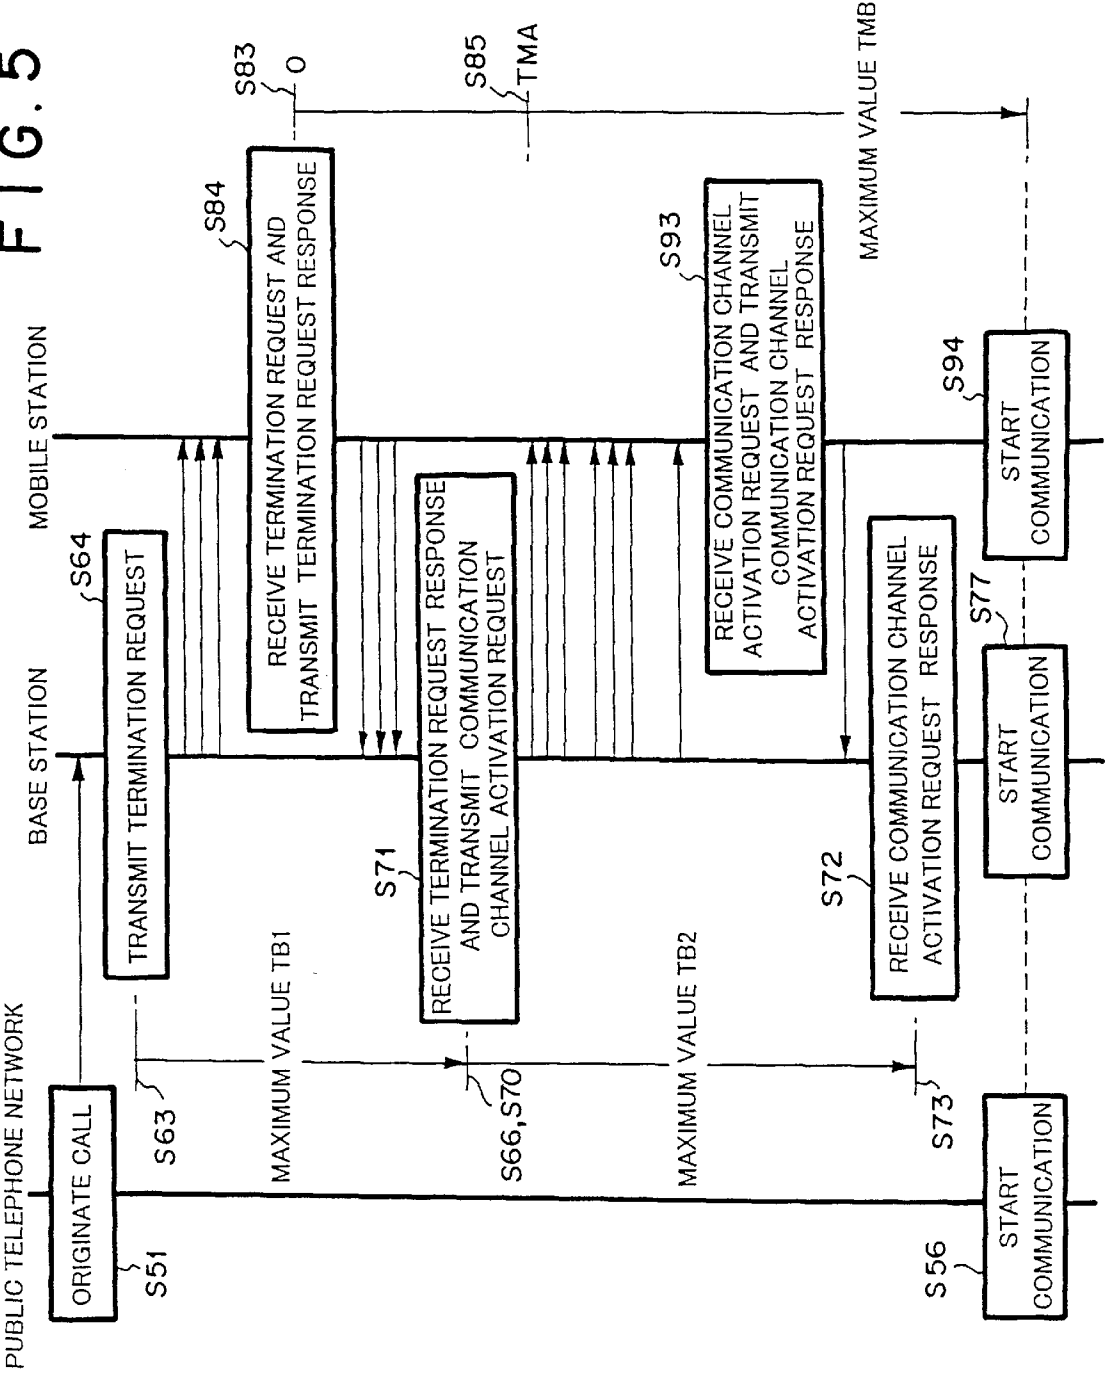 FIG. 5
PUBLIC TELEPHONE NETWORK
BASE STATION
MOBILE STATION
ORIGINATE CALL
S51
S64
TRANSMIT TERMINATION REQUEST
S63
S83
O
S84
RECEIVE TERMINATION REQUEST AND
TRANSMIT TERMINATION REQUEST RESPONSE
MAXIMUM VALUE TB1
S71
RECEIVE TERMINATION REQUEST RESPONSE
AND TRANSMIT COMMUNICATION
CHANNEL ACTIVATION REQUEST
S66,S70
S85
TMA
MAXIMUM VALUE TB2
S93
RECEIVE COMMUNICATION CHANNEL
ACTIVATION REQUEST AND TRANSMIT
COMMUNICATION CHANNEL
ACTIVATION REQUEST RESPONSE
MAXIMUM VALUE TMB
S72
RECEIVE COMMUNICATION CHANNEL
ACTIVATION REQUEST RESPONSE
S73
S56
START
COMMUNICATION
S77
START
COMMUNICATION
S94
START
COMMUNICATION